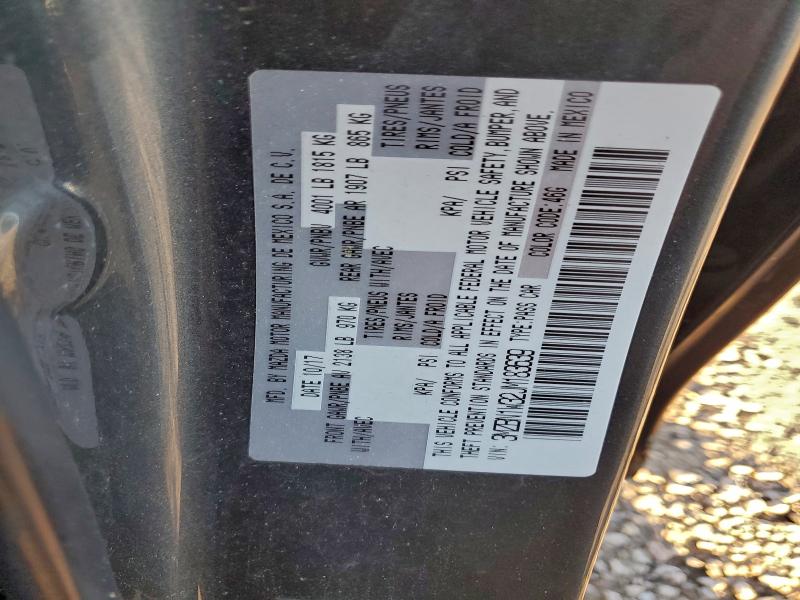 MFD. BY MAZDA MOTOR MANUFACTURING DE MEXICO S.A. DE C.V.
DATE 10/17 GVWR/PNBV 4001 LB 1815 KG
FRONT GAWR/PNBE AV 2138 LB 970 KG REAR GAWR/PNBE AR 1907 LB 865 KG
WITH/AVEC TIRES/PNEUS WITH/AVEC TIRES/PNEUS
RIMS/JANTES RIMS/JANTES
KPA/ PSI COLD/A FROID KPA/ PSI COLD/A FROID
THIS VEHICLE CONFORMS TO ALL APPLICABLE FEDERAL MOTOR VEHICLE SAFETY, BUMPER, AND
THEFT PREVENTION STANDARDS IN EFFECT ON THE DATE OF MANUFACTURE SHOWN ABOVE.
VIN: TYPE:PASS CAR COLOR CODE:46G MADE IN MEXICO